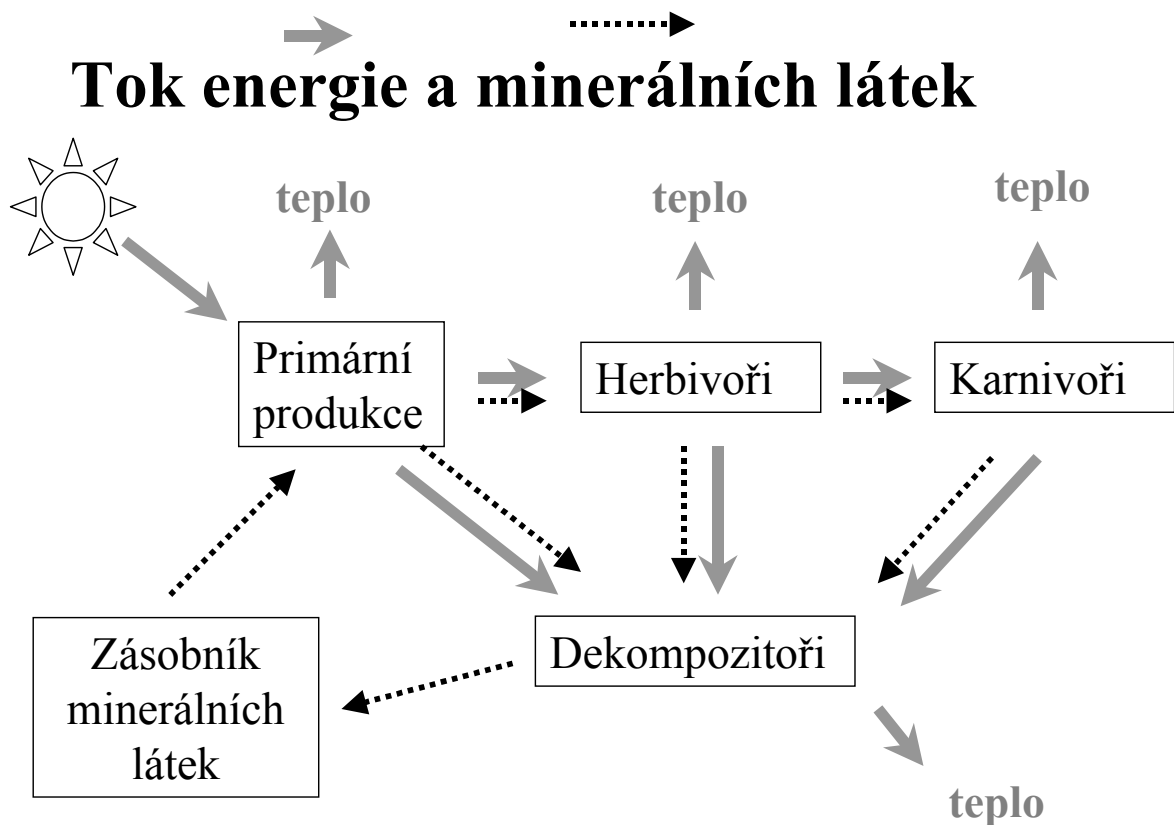 Tok energie a minerálních látek
teplo
teplo
teplo
Primární
produkce
Herbivoři
Karnivoři
Zásobník
minerálních
látek
Dekompozitoři
teplo